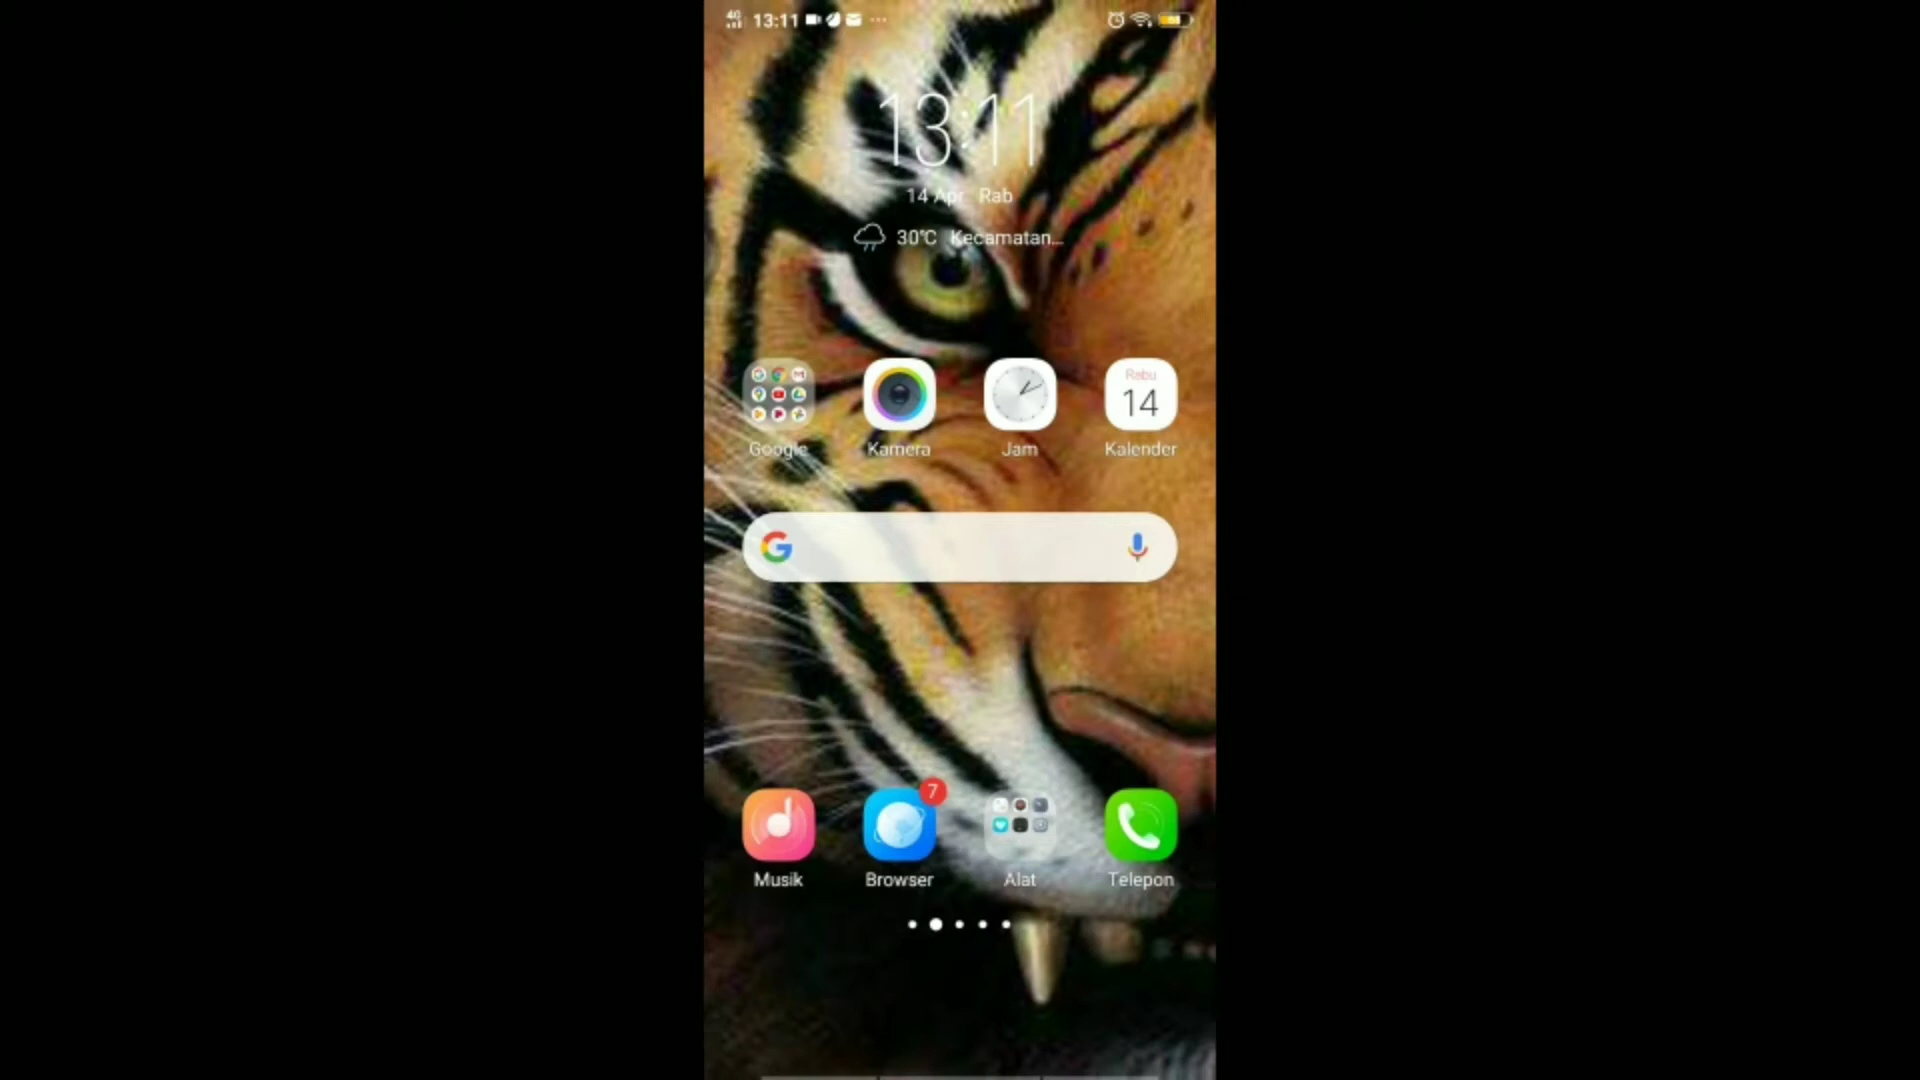 4G 13:11
13:11
14 Apr Rab
30°C Kecamatan...
Rabu
14
Google Kamera Jam Kalender
7
Musik Browser Alat Telepon